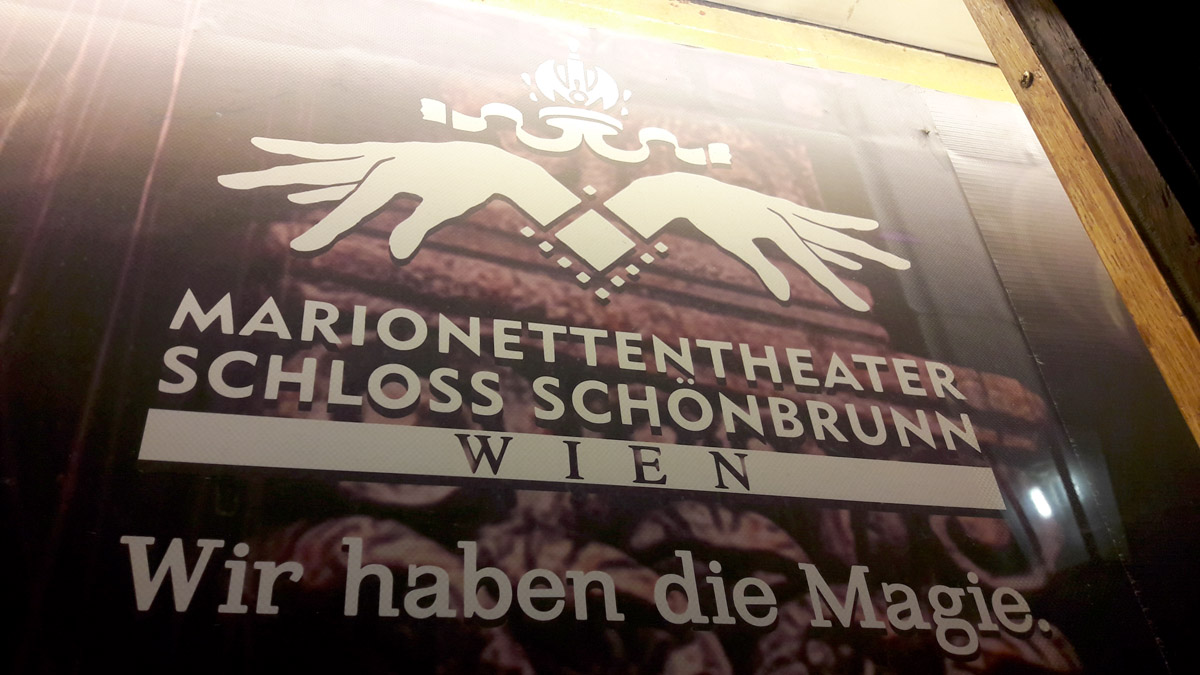 MARIONETTENTHEATER
SCHLOSS SCHÖNBRUNN
WIEN
Wir haben die Magie.